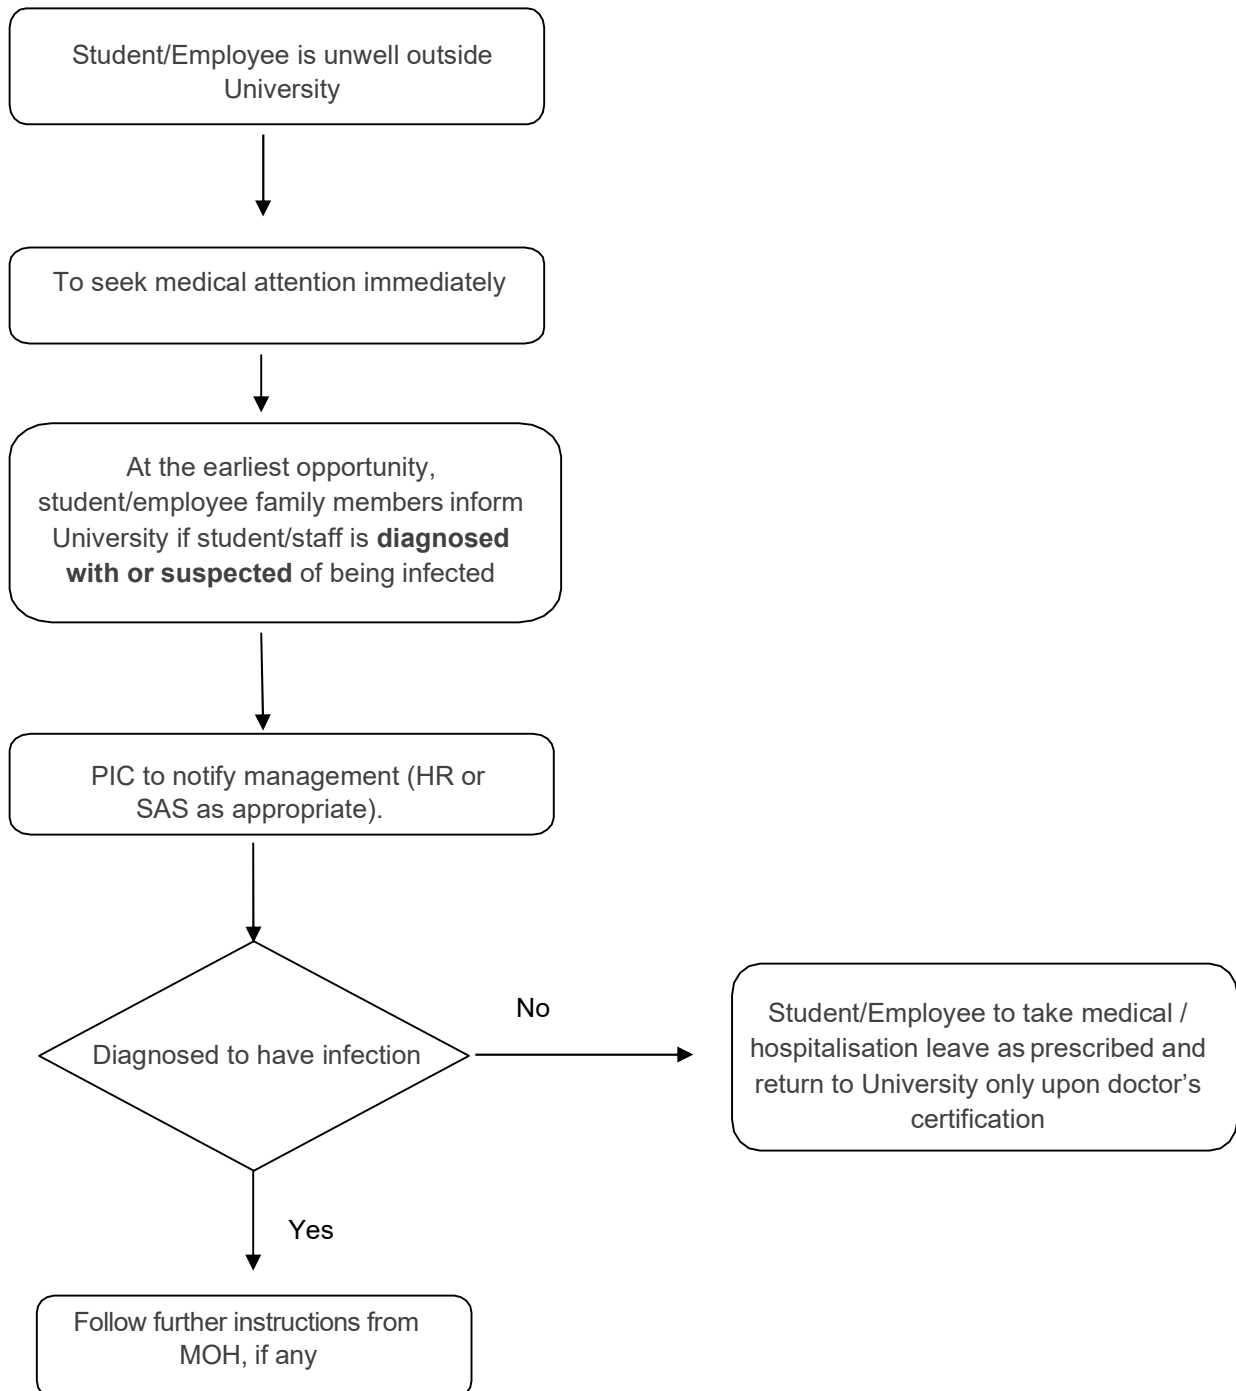 Student/Employee is unwell outside
University
To seek medical attention immediately
At the earliest opportunity,
student/employee family members inform
University if student/staff is diagnosed
with or suspected of being infected
PIC to notify management (HR or
SAS as appropriate).
Diagnosed to have infection
No
Student/Employee to take medical /
hospitalisation leave as prescribed and
return to University only upon doctor’s
certification
Yes
Follow further instructions from
MOH, if any